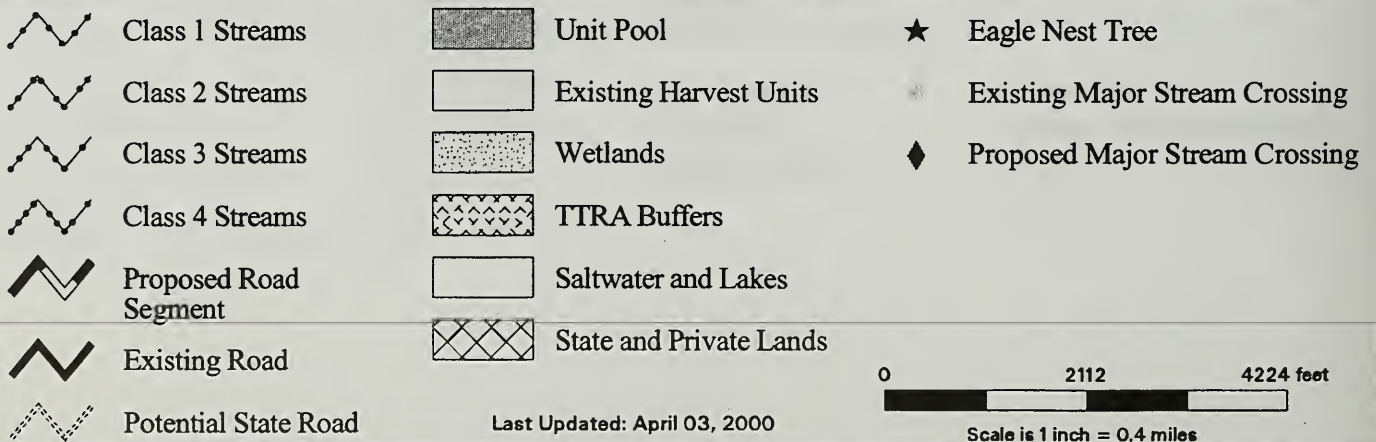 Class 1 Streams
Class 2 Streams
Class 3 Streams
Class 4 Streams
Proposed Road
Segment
Existing Road
Potential State Road
Unit Pool
Existing Harvest Units
Wetlands
TTRA Buffers
Saltwater and Lakes
State and Private Lands
Last Updated: April 03, 2000
Eagle Nest Tree
Existing Major Stream Crossing
Proposed Major Stream Crossing
0 2112 4224 feet
Scale is 1 inch = 0.4 miles